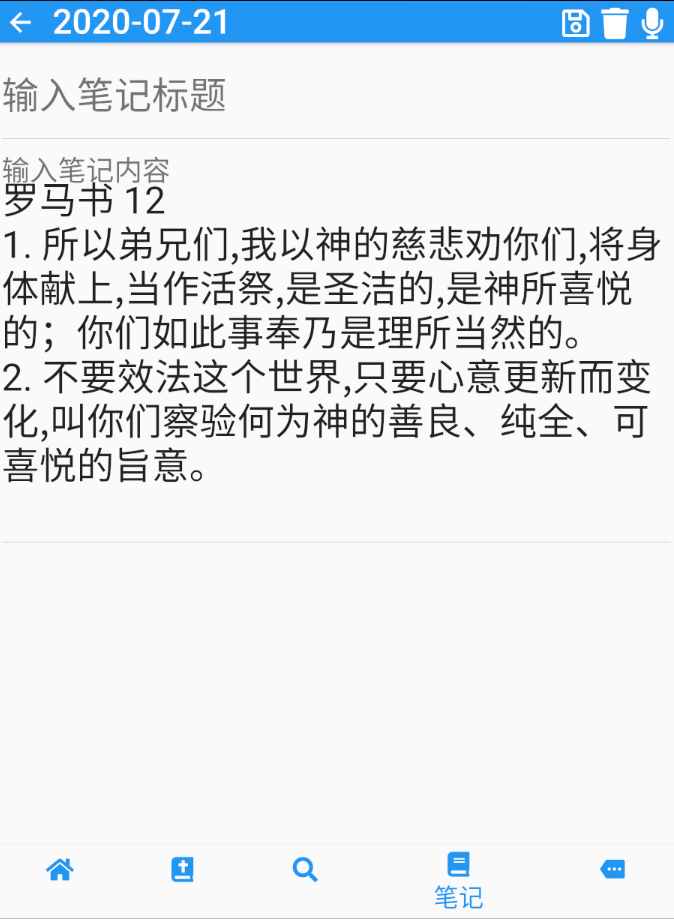 2020-07-21
输入笔记标题
输入笔记内容
罗马书 12
1. 所以弟兄们,我以神的慈悲劝你们,将身
体献上,当作活祭,是圣洁的,是神所喜悦
的；你们如此事奉乃是理所当然的。
2. 不要效法这个世界,只要心意更新而变
化,叫你们察验何为神的善良、纯全、可
喜悦的旨意。
笔记